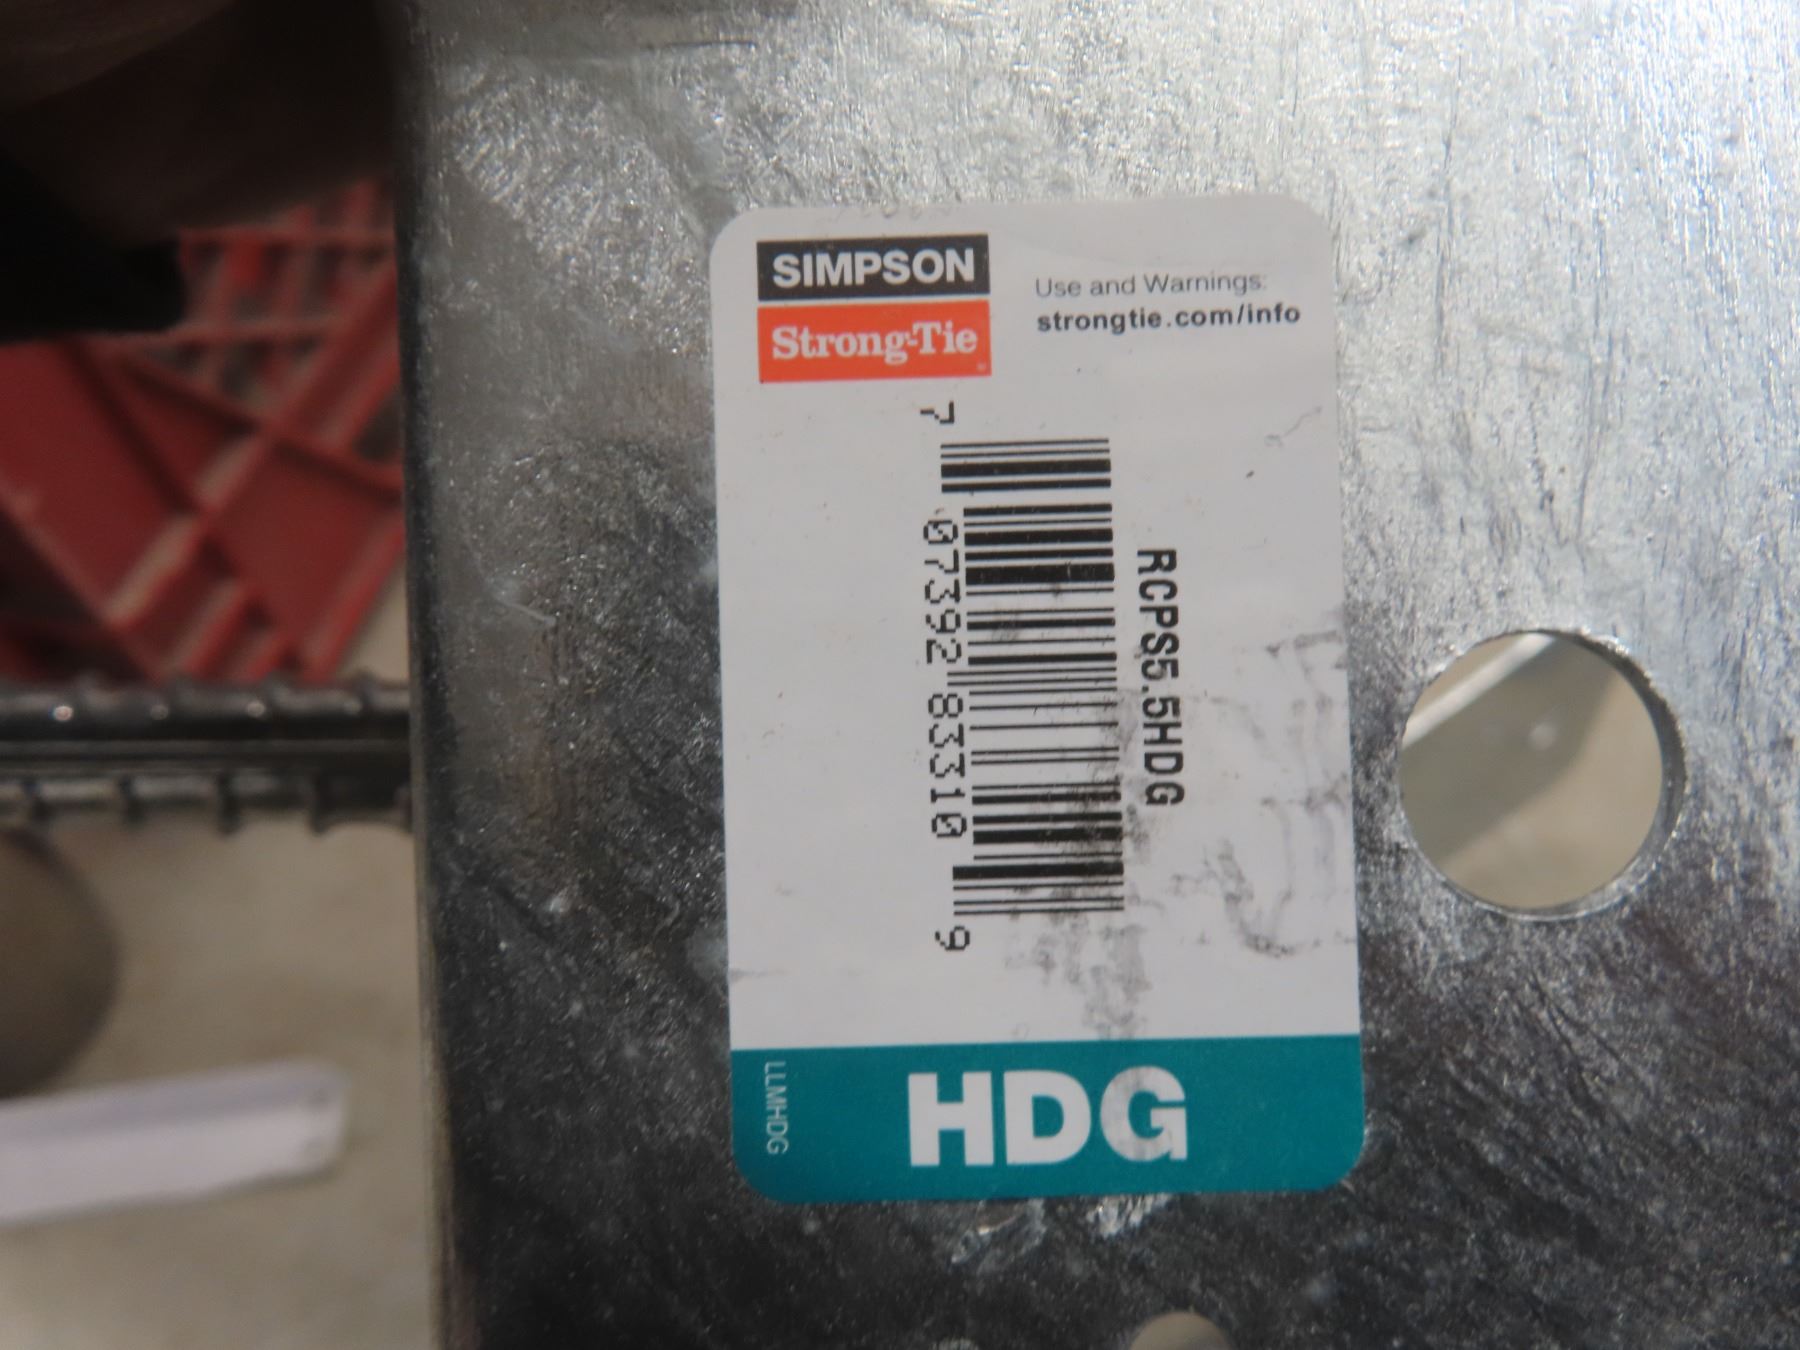 SIMPSON
Strong-Tie
Use and Warnings:
strongtie.com/info
RCPS5.5HDG
7 07392 83310 9
HDG
LLMHDG